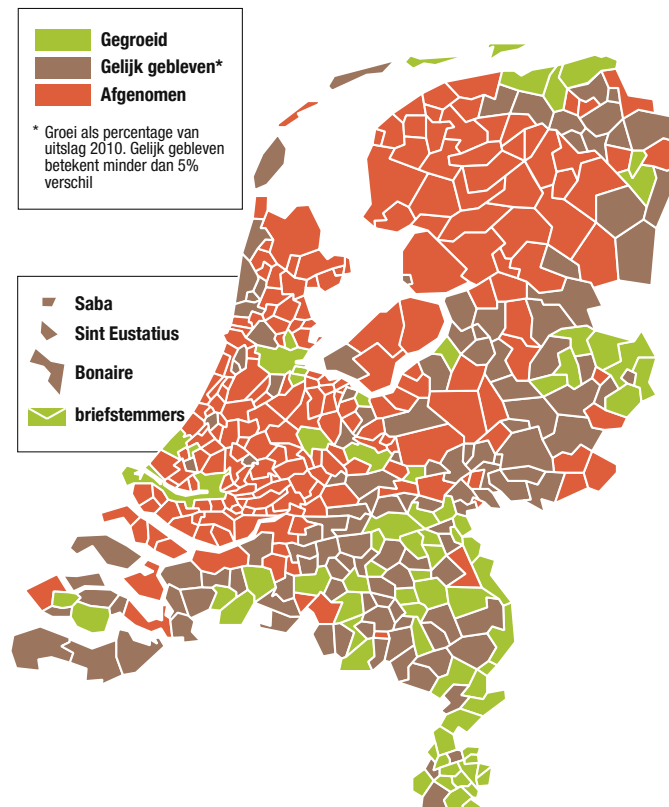 Gegroeid
Gelijk gebleven*
Afgenomen
* Groei als percentage van
uitslag 2010. Gelijk gebleven
betekent minder dan 5%
verschil
Saba
Sint Eustatius
Bonaire
briefstemmers